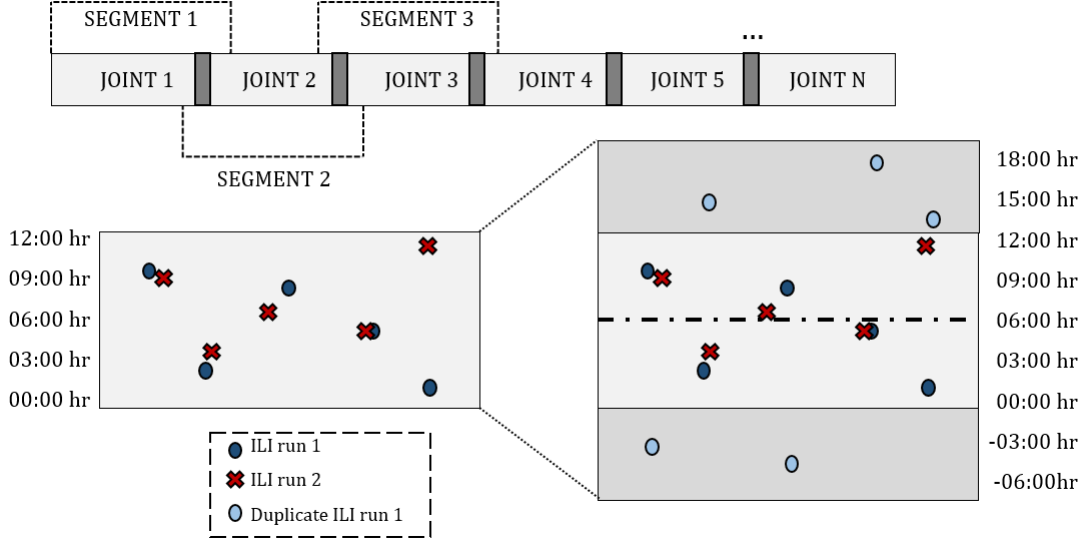 SEGMENT 1
SEGMENT 3
...
JOINT 1
JOINT 2
JOINT 3
JOINT 4
JOINT 5
JOINT N
SEGMENT 2
12:00 hr
09:00 hr
06:00 hr
03:00 hr
00:00 hr
18:00 hr
15:00 hr
12:00 hr
09:00 hr
06:00 hr
03:00 hr
00:00 hr
-03:00 hr
-06:00hr
ILI run 1
ILI run 2
Duplicate ILI run 1